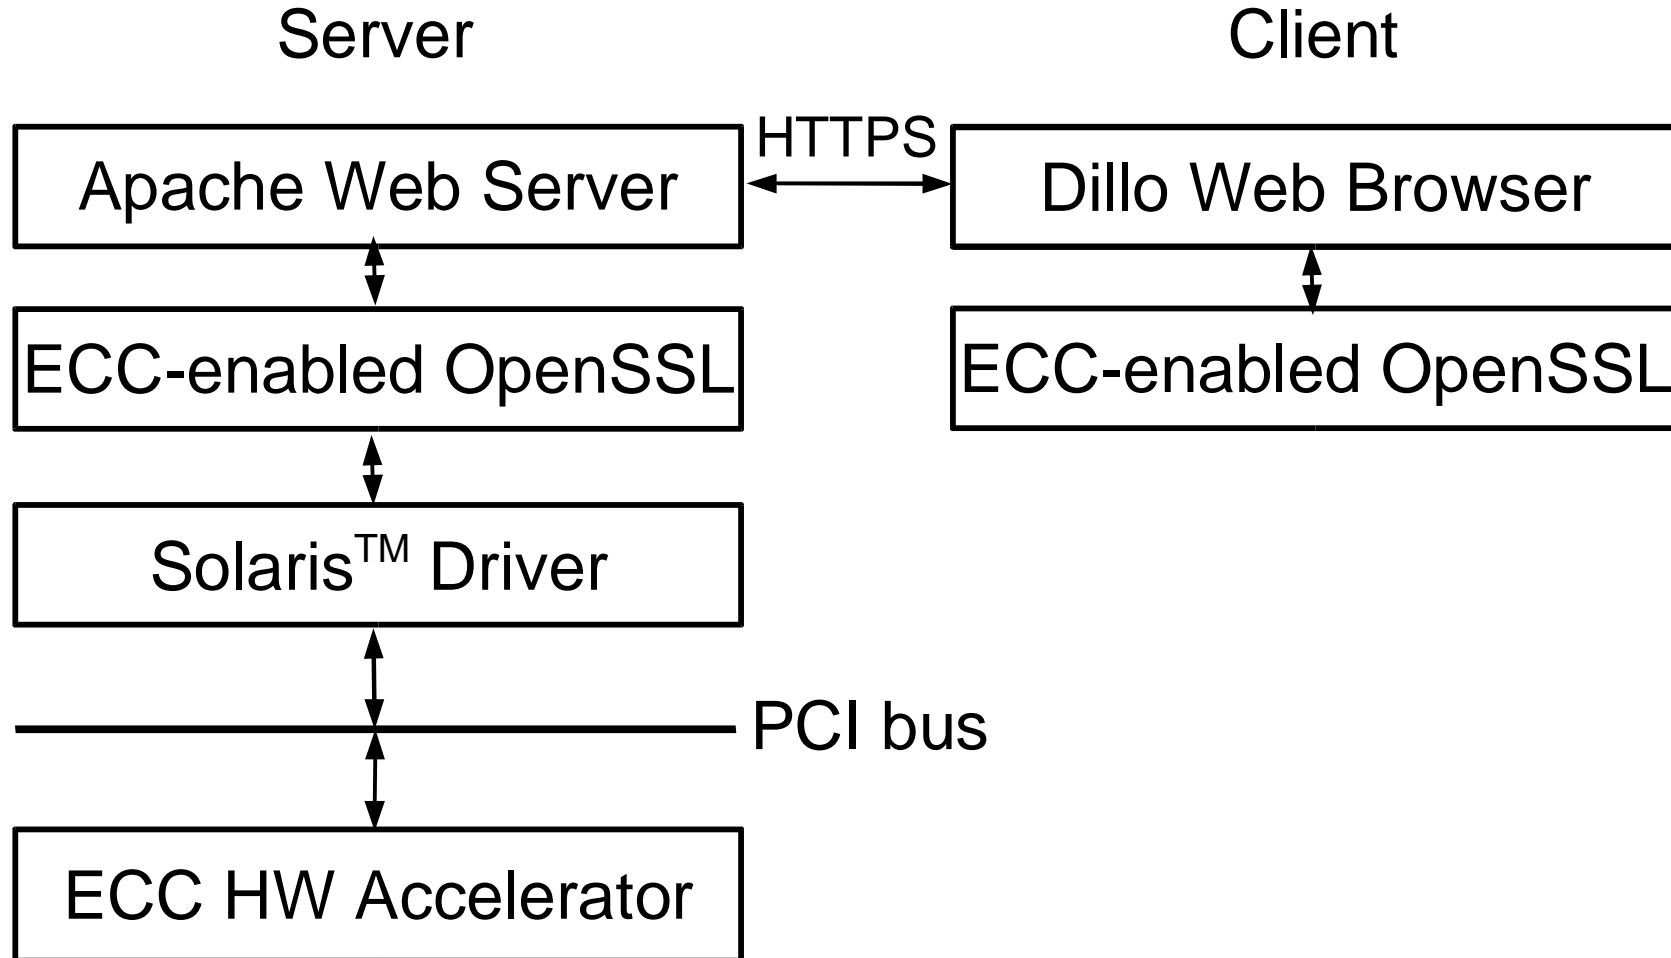 Server
Client
Apache Web Server
HTTPS
Dillo Web Browser
ECC-enabled OpenSSL
ECC-enabled OpenSSL
Solaris™ Driver
PCI bus
ECC HW Accelerator